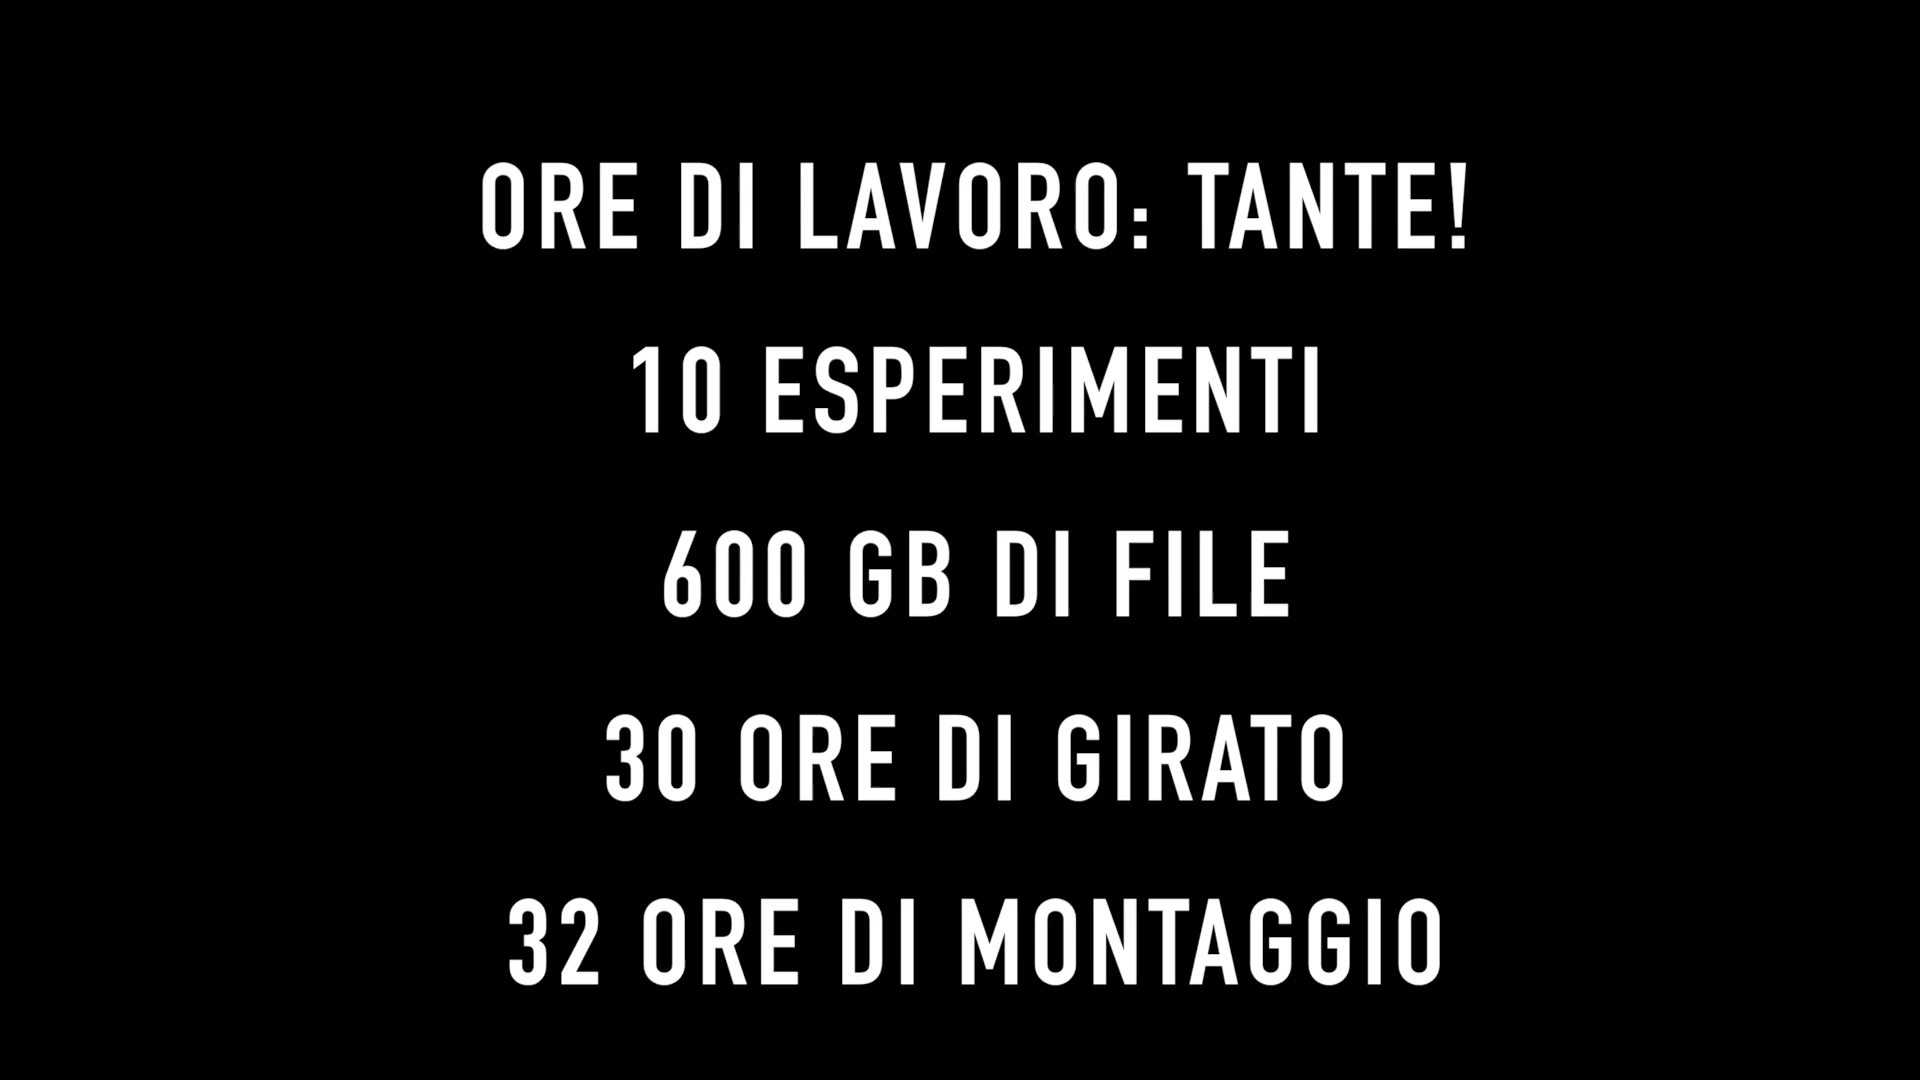 ORE DI LAVORO: TANTE!
10 ESPERIMENTI
600 GB DI FILE
30 ORE DI GIRATO
32 ORE DI MONTAGGIO